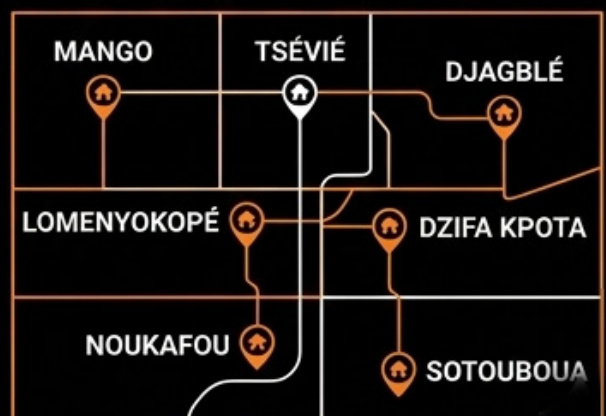 MANGO
TSÉVIÉ
DJAGBLÉ
LOMENYOKOPÉ
DZIFA KPOTA
NOUKAFOU
SOTOUBOUA